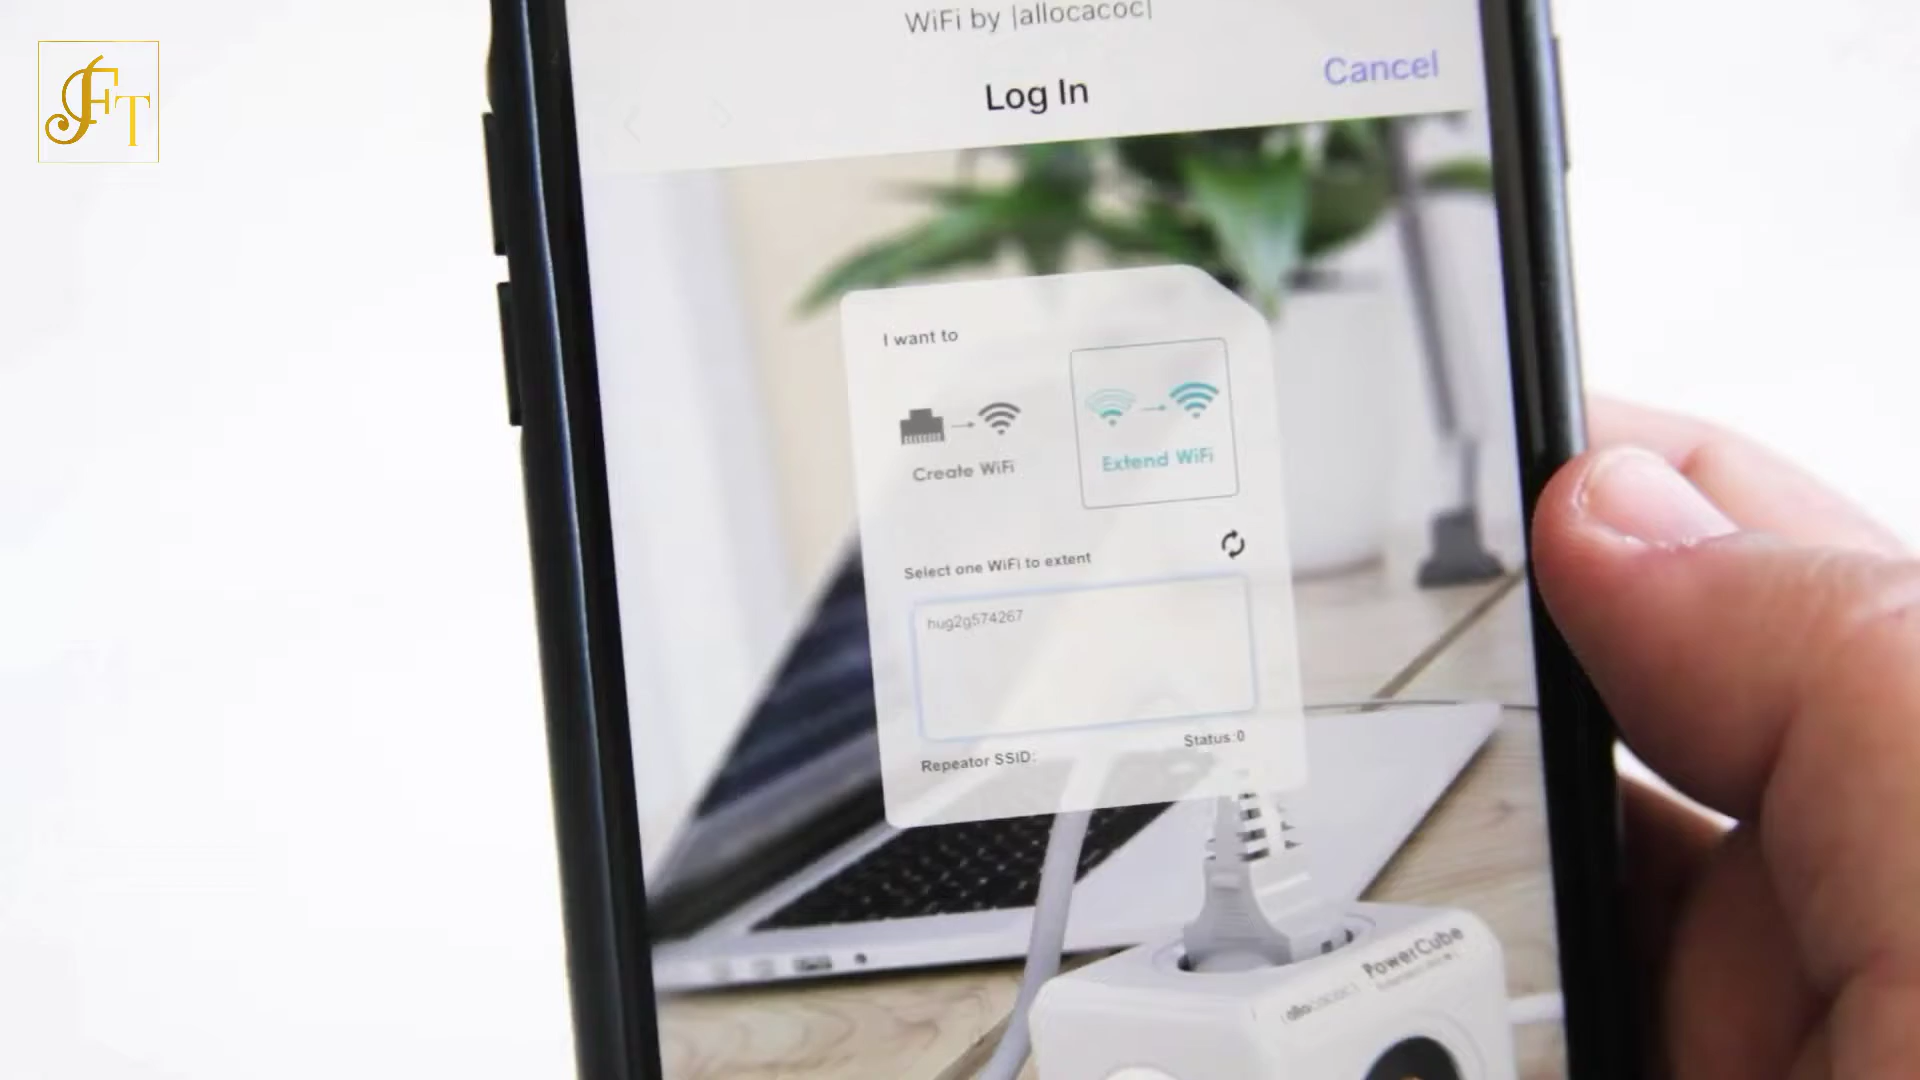 FT
WiFi by |allocacoc|
Log In
Cancel
I want to
Create WiFi
Extend WiFi
Select one WiFi to extent
hug2g574267
Status:0
Repeator SSID:
PowerCube